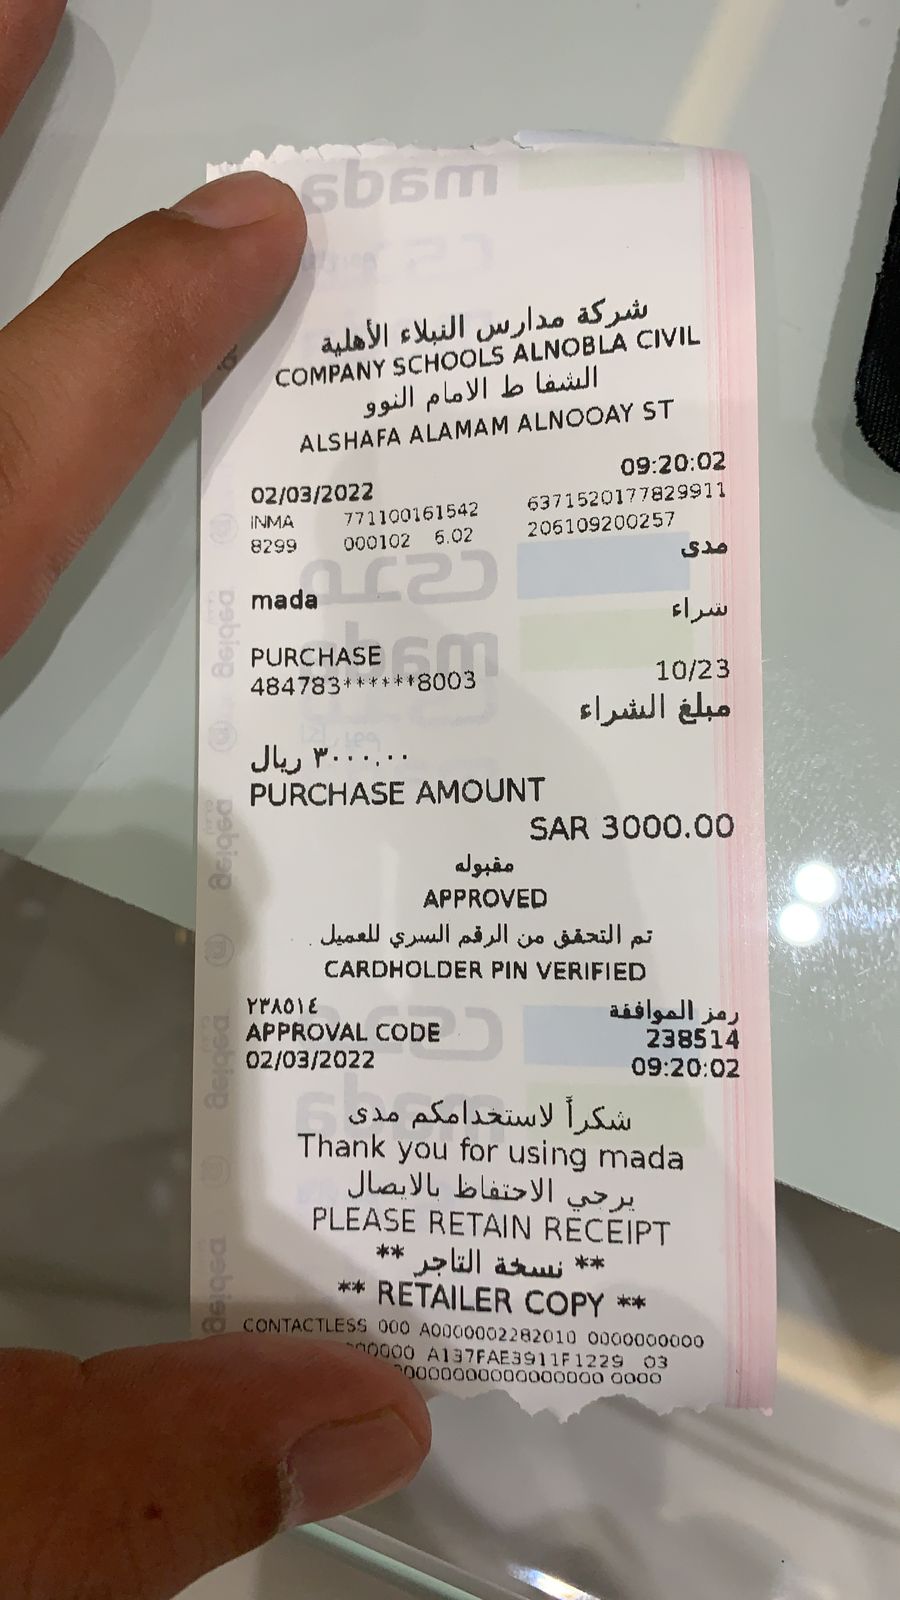 mada
شركة مدارس النبلاء الأهلية
COMPANY SCHOOLS ALNOBLA CIVIL
الشفا ط الامام النوو
ALSHAFA ALAMAM ALNOOAY ST
02/03/2022 09:20:02
INMA 771100161542 6371520177829911
8299 000102 6.02 206109200257
مدى
mada
شراء
PURCHASE
484783******8003 10/23
مبلغ الشراء
٣٠٠٠.٠٠ ريال
PURCHASE AMOUNT
SAR 3000.00
مقبوله
APPROVED
تم التحقق من الرقم السري للعميل.
CARDHOLDER PIN VERIFIED
رمز الموافقة ٢٣٨٥١٤
APPROVAL CODE 238514
02/03/2022 09:20:02
شكراً لاستخدامكم مدى
Thank you for using mada
يرجي الاحتفاظ بالايصال
PLEASE RETAIN RECEIPT
** نسخة التاجر **
** RETAILER COPY **
CONTACTLESS 000 A0000002282010 0000000000
A137FAE3911F1229 03
0000